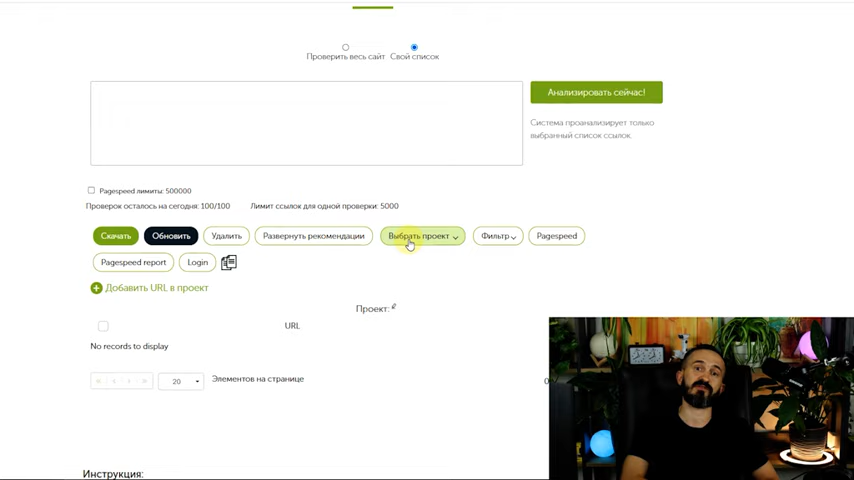 Проверить весь сайт Свой список
Анализировать сейчас!
Система проанализирует только
выбранный список ссылок.
Pagespeed лимиты: 500000
Проверок осталось на сегодня: 100/100 Лимит ссылок для одной проверки: 5000
Скачать Обновить Удалить Развернуть рекомендации Выбрать проект Фильтр Pagespeed
Pagespeed report Login
Добавить URL в проект
Проект:
URL
No records to display
20 Элементов на странице
Инструкция: